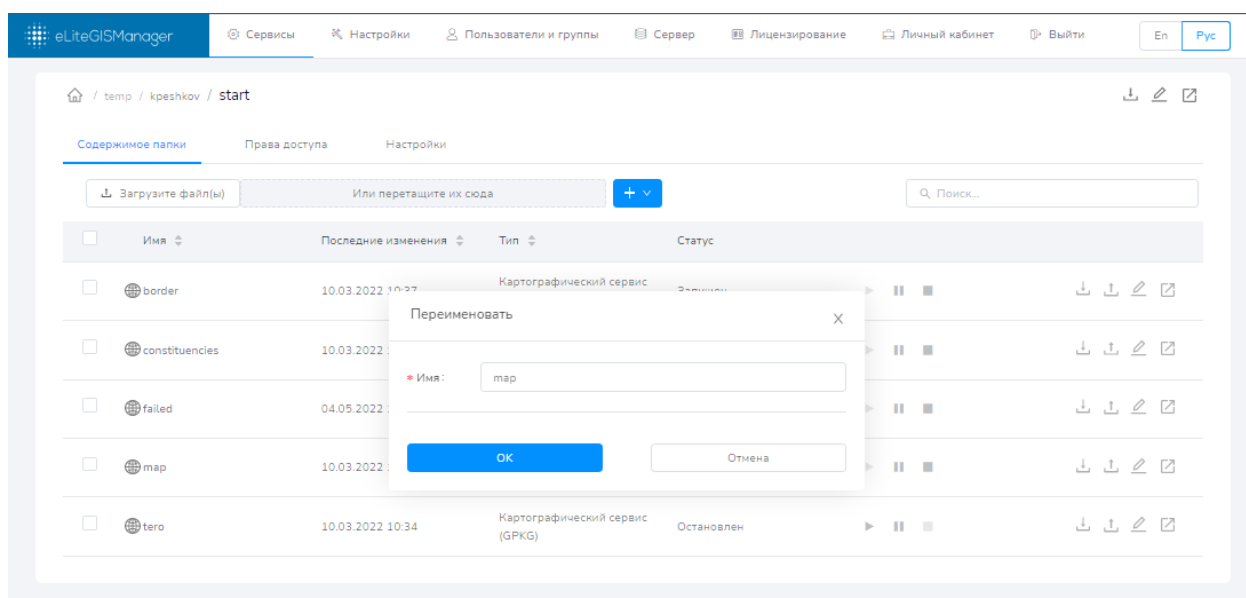 eLiteGISManager Сервисы Настройки Пользователи и группы Сервер Лицензирование Личный кабинет Выйти En Рус
/ temp / kpeshkov / start
Содержимое папки Права доступа Настройки
Загрузите файл(ы) Или перетащите их сюда Поиск...
Имя Последние изменения Тип Статус
border 10.03.2022 10:37 Картографический сервис Запущен
Переименовать
constituencies 10.03.2022
* Имя: map
failed 04.05.2022
map 10.03.2022
OK Отмена
tero 10.03.2022 10:34 Картографический сервис (GPKG) Остановлен